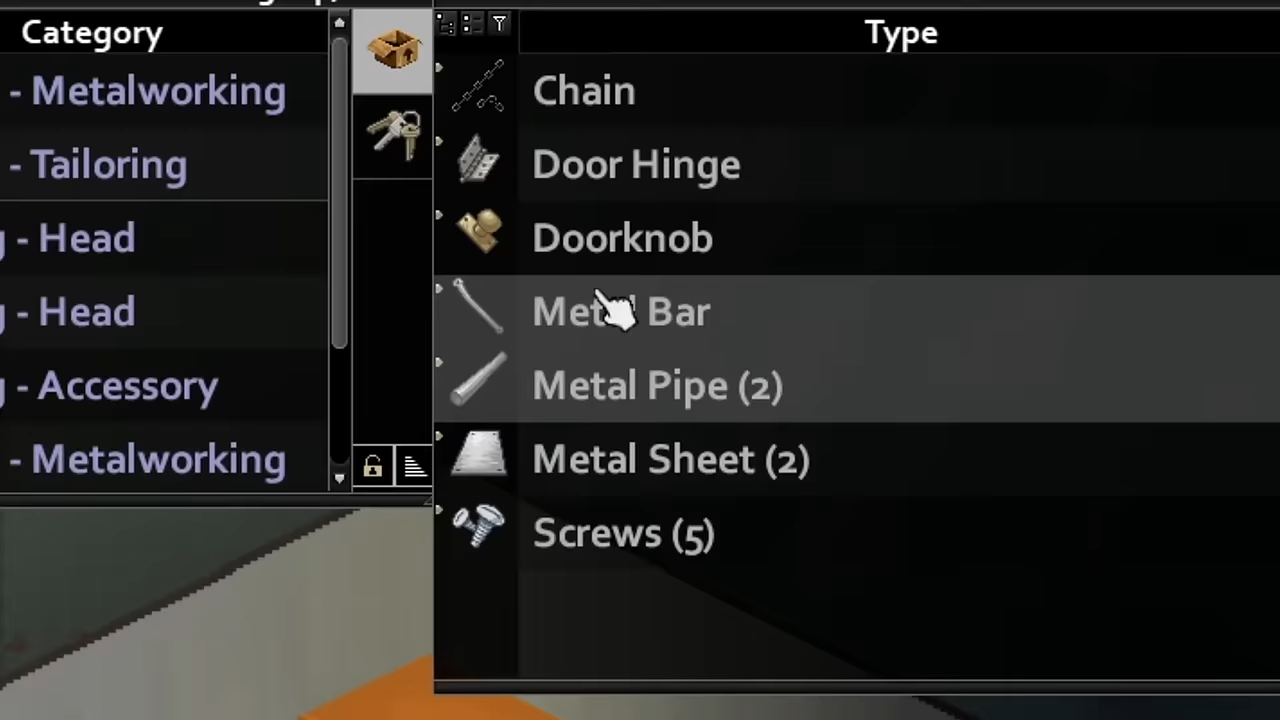 Category
- Metalworking
- Tailoring
- Head
- Head
- Accessory
- Metalworking
Type
Chain
Door Hinge
Doorknob
Metal Bar
Metal Pipe (2)
Metal Sheet (2)
Screws (5)